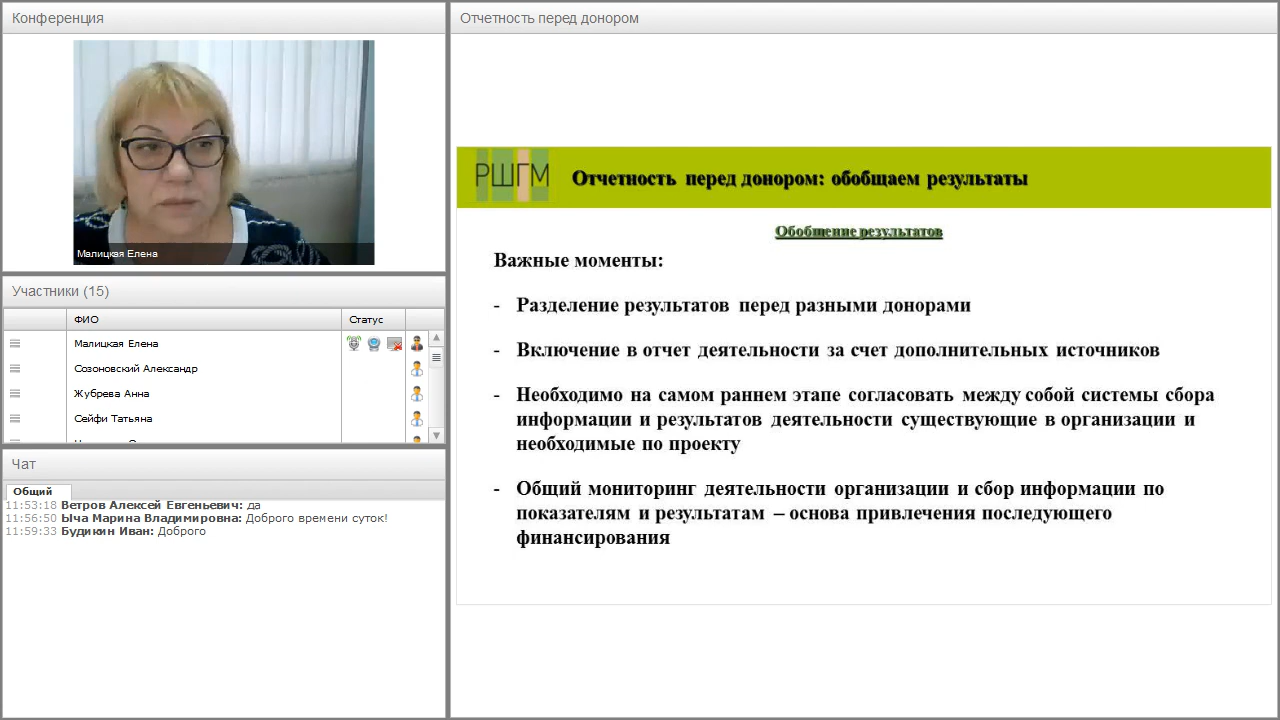 Конференция
Малицкая Елена
Участники (15)
ФИО Статус
Малицкая Елена
Созоновский Александр
Жубрева Анна
Сейфи Татьяна
Чат
Общий
11:53:18 Ветров Алексей Евгеньевич: да
11:56:50 Ыча Марина Владимировна: Доброго времени суток!
11:59:33 Будикин Иван: Доброго
Отчетность перед донором
РШГМ
Отчетность перед донором: обобщаем результаты
Обобщение результатов
Важные моменты:
- Разделение результатов перед разными донорами
- Включение в отчет деятельности за счет дополнительных источников
- Необходимо на самом раннем этапе согласовать между собой системы сбора
информации и результатов деятельности существующие в организации и
необходимые по проекту
- Общий мониторинг деятельности организации и сбор информации по
показателям и результатам – основа привлечения последующего
финансирования